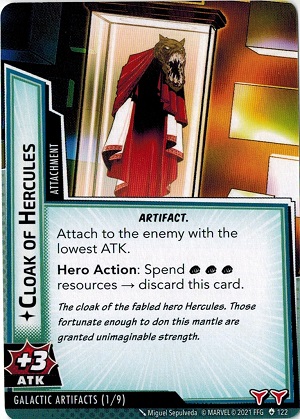 Cloak of Hercules
ATTACHMENT
ARTIFACT.
Attach to the enemy with the
lowest ATK.
Hero Action: Spend
resources → discard this card.
The cloak of the fabled hero Hercules. Those
fortunate enough to don this mantle are
granted unimaginable strength.
+3
ATK
GALACTIC ARTIFACTS (1/9)
Miguel Sepulveda © MARVEL © 2021 FFG 122